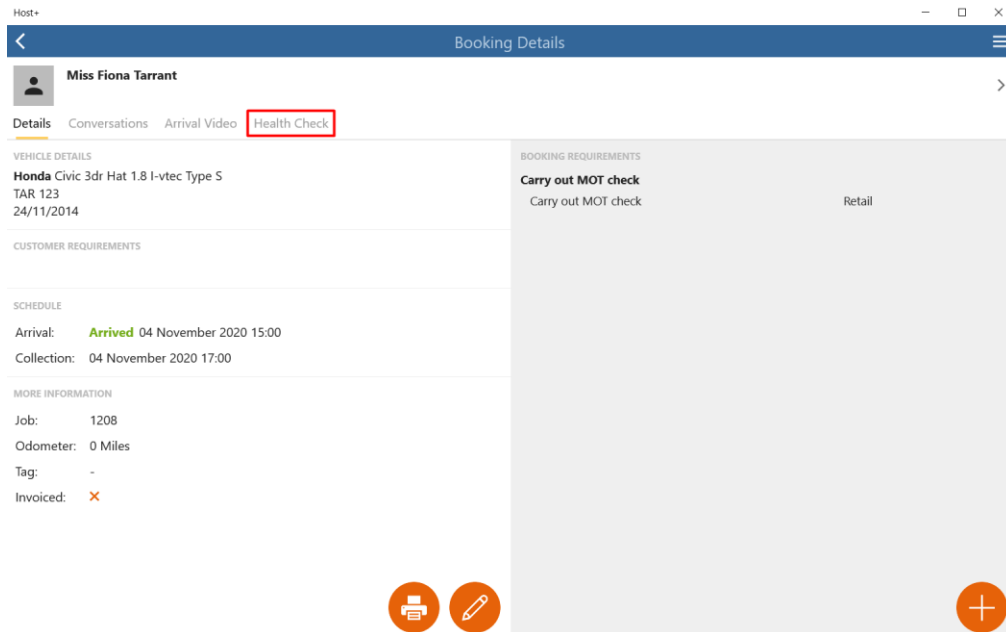 Host+
Booking Details
Miss Fiona Tarrant
Details Conversations Arrival Video Health Check
VEHICLE DETAILS
Honda Civic 3dr Hat 1.8 I-vtec Type S
TAR 123
24/11/2014
CUSTOMER REQUIREMENTS
SCHEDULE
Arrival: Arrived 04 November 2020 15:00
Collection: 04 November 2020 17:00
MORE INFORMATION
Job: 1208
Odometer: 0 Miles
Tag: -
Invoiced:
BOOKING REQUIREMENTS
Carry out MOT check
Carry out MOT check Retail